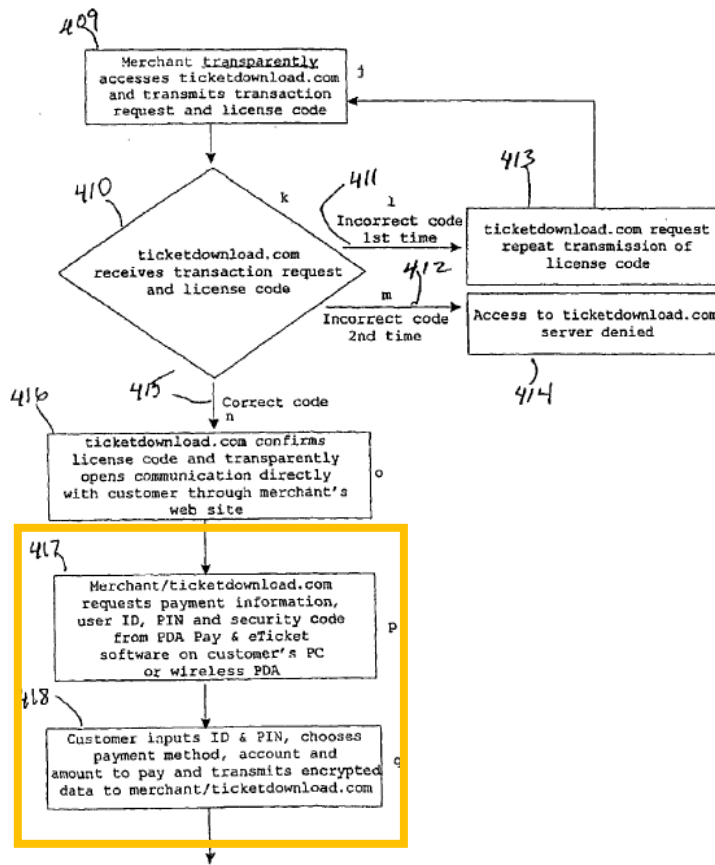 409
Merchant transparently
accesses ticketdownload.com
and transmits transaction
request and license code
j
410
k
ticketdownload.com
receives transaction request
and license code
411
l
Incorrect code
1st time
413
ticketdownload.com request
repeat transmission of
license code
412
m
Incorrect code
2nd time
Access to ticketdownload.com
server denied
414
415
Correct code
n
416
ticketdownload.com confirms
license code and transparently
opens communication directly
with customer through merchant's
web site
o
417
Merchant/ticketdownload.com
requests payment information,
user ID, PIN and security code
from PDA Pay & eTicket
software on customer's PC
or wireless PDA
p
418
Customer inputs ID & PIN, chooses
payment method, account and
amount to pay and transmits encrypted
data to merchant/ticketdownload.com
q